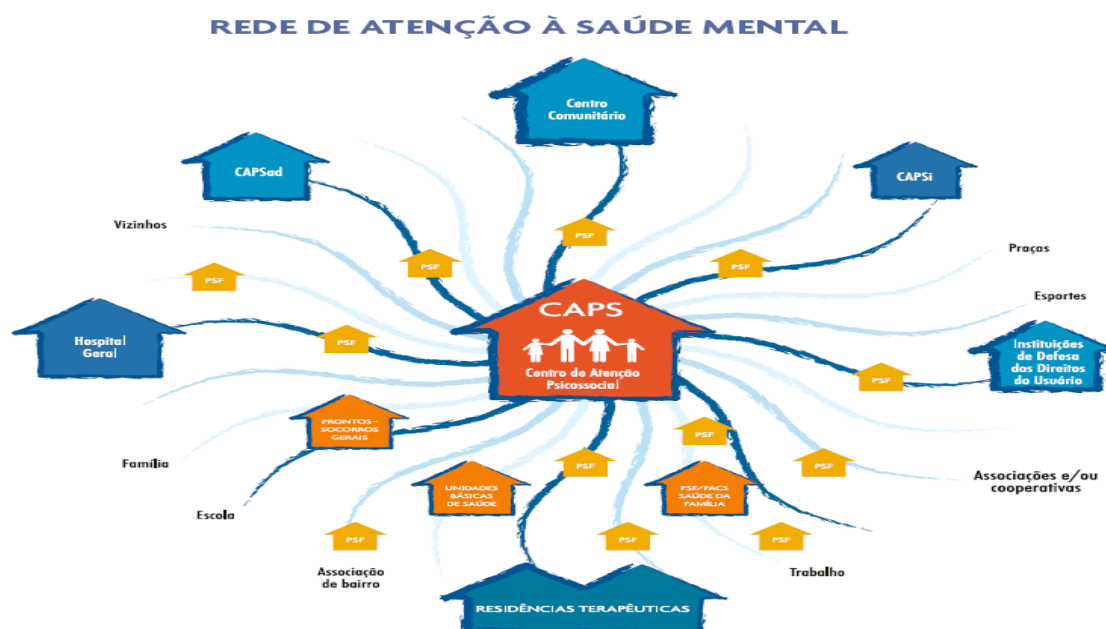 REDE DE ATENÇÃO À SAÚDE MENTAL
Centro
Comunitário
CAPSad
CAPSi
Vizinhos
PSF
Praças
PSF
PSF
PSF
Esportes
CAPS
Centro de Atenção
Psicossocial
Hospital
Geral
PSF
Instituições
de Defesa
dos Direitos
do Usuário
PSF
PRONTOS-
SOCORROS
GERAIS
PSF
Família
PSF
PSF
UNIDADES
BÁSICAS
DE SAÚDE
PSF/PACS
SAÚDE DA
FAMÍLIA
Associações e/ou
cooperativas
Escola
PSF
PSF
PSF
Associação
de bairro
Trabalho
RESIDÊNCIAS TERAPÊUTICAS